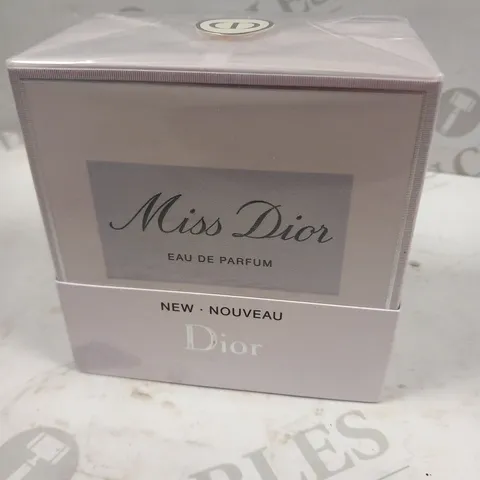 Miss Dior
EAU DE PARFUM
NEW · NOUVEAU
Dior